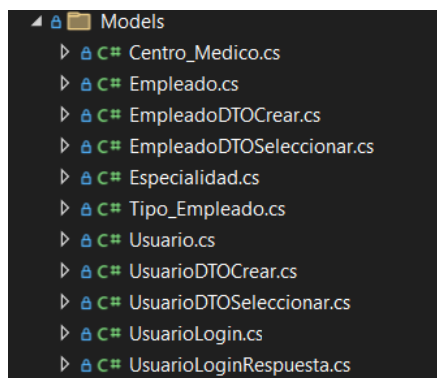 Models
C# Centro_Medico.cs
C# Empleado.cs
C# EmpleadoDTOCrear.cs
C# EmpleadoDTOSeleccionar.cs
C# Especialidad.cs
C# Tipo_Empleado.cs
C# Usuario.cs
C# UsuarioDTOCrear.cs
C# UsuarioDTOSeleccionar.cs
C# UsuarioLogin.cs
C# UsuarioLoginRespuesta.cs